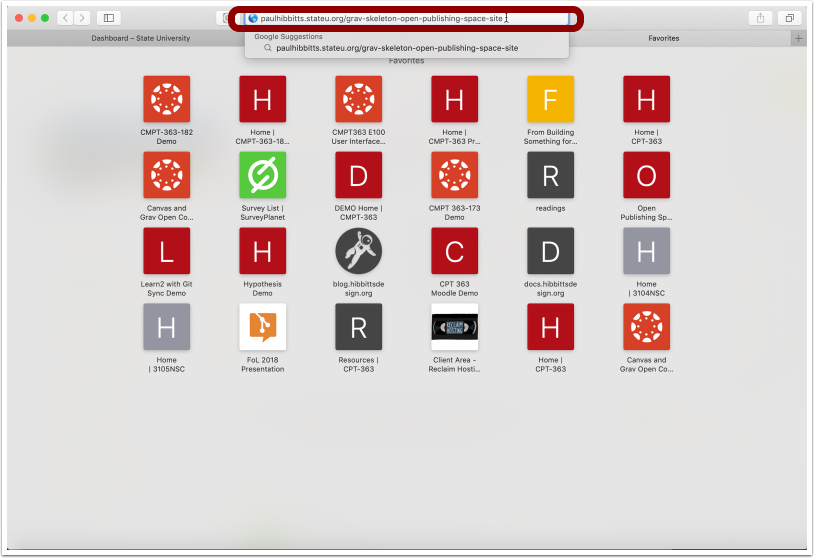 paulhibbitts.stateu.org/grav-skeleton-open-publishing-space-site
Dashboard – State University
Favorites
Google Suggestions
paulhibbitts.stateu.org/grav-skeleton-open-publishing-space-site
Favorites
H
H
F
H
CMPT-363-182
Demo
Home |
CMPT-363-18...
CMPT363 E100
User Interface...
Home |
CMPT-363 Pr...
From Building
Something for...
Home |
CPT-363
D
R
O
Canvas and
Grav Open Co...
Survey List |
SurveyPlanet
DEMO Home |
CMPT-363
CMPT 363-173
Demo
readings
Open
Publishing Sp...
L
H
C
D
H
Learn2 with Git
Sync Demo
Hypothesis
Demo
blog.hibbittsde
sign.org
CPT 363
Moodle Demo
docs.hibbittsde
sign.org
Home
| 3104NSC
H
R
RECLAIM
HOSTING
H
Home
| 3105NSC
FoL 2018
Presentation
Resources |
CPT-363
Client Area –
Reclaim Hosti...
Home |
CPT-363
Canvas and
Grav Open Co...